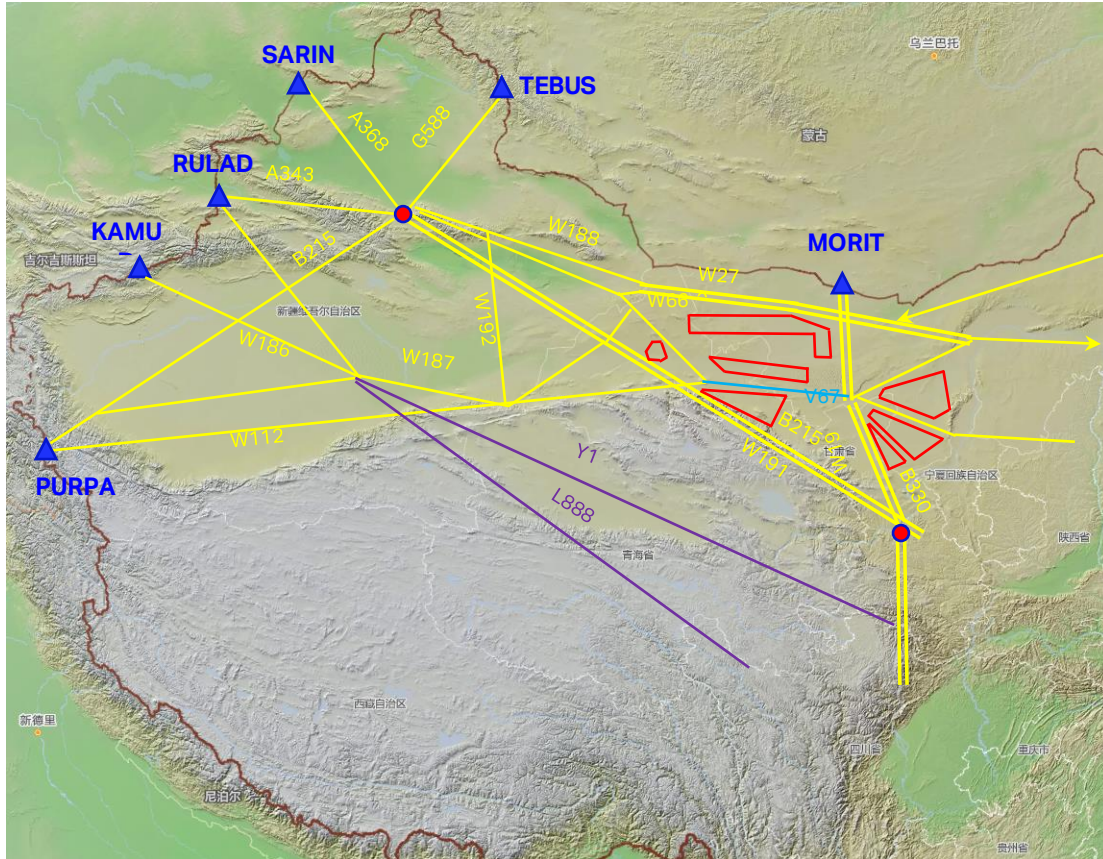 乌兰巴托
SARIN
TEBUS
A368
G588
蒙古
RULAD
A343
KAMU
B215
W188
MORIT
吉尔吉斯斯坦
W27
W66
新疆维吾尔自治区
W192
W186
W187
V67
W112
B215
W191
甘肃省
B330
宁夏回族自治区
Y1
PURPA
L888
陕西省
青海省
西藏自治区
新德里
四川省
重庆市
尼泊尔
贵州省